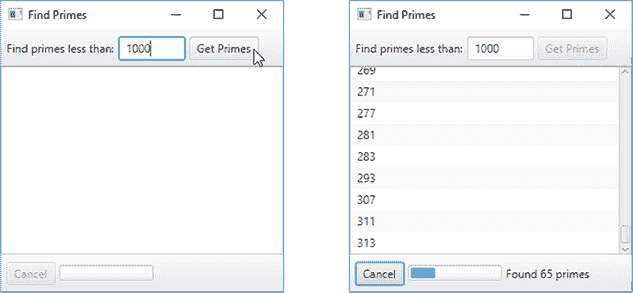 Find Primes
Find primes less than: 1000 Get Primes
Cancel
Find Primes
Find primes less than: 1000 Get Primes
269
271
277
281
283
293
307
311
313
Cancel Found 65 primes